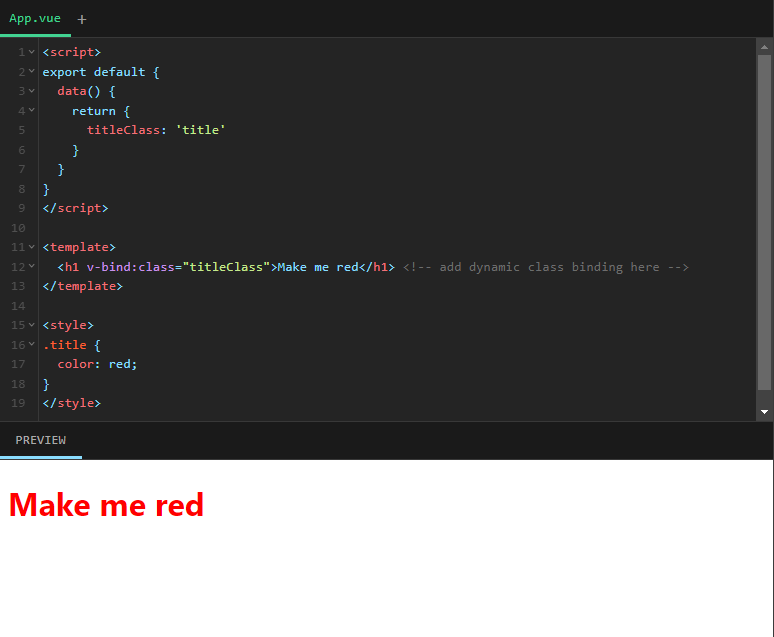 App.vue +
1 <script>
2 export default {
3   data() {
4     return {
5       titleClass: 'title'
6     }
7   }
8 }
9 </script>
10
11 <template>
12   <h1 v-bind:class="titleClass">Make me red</h1> <!-- add dynamic class binding here -->
13 </template>
14
15 <style>
16 .title {
17   color: red;
18 }
19 </style>
PREVIEW
Make me red